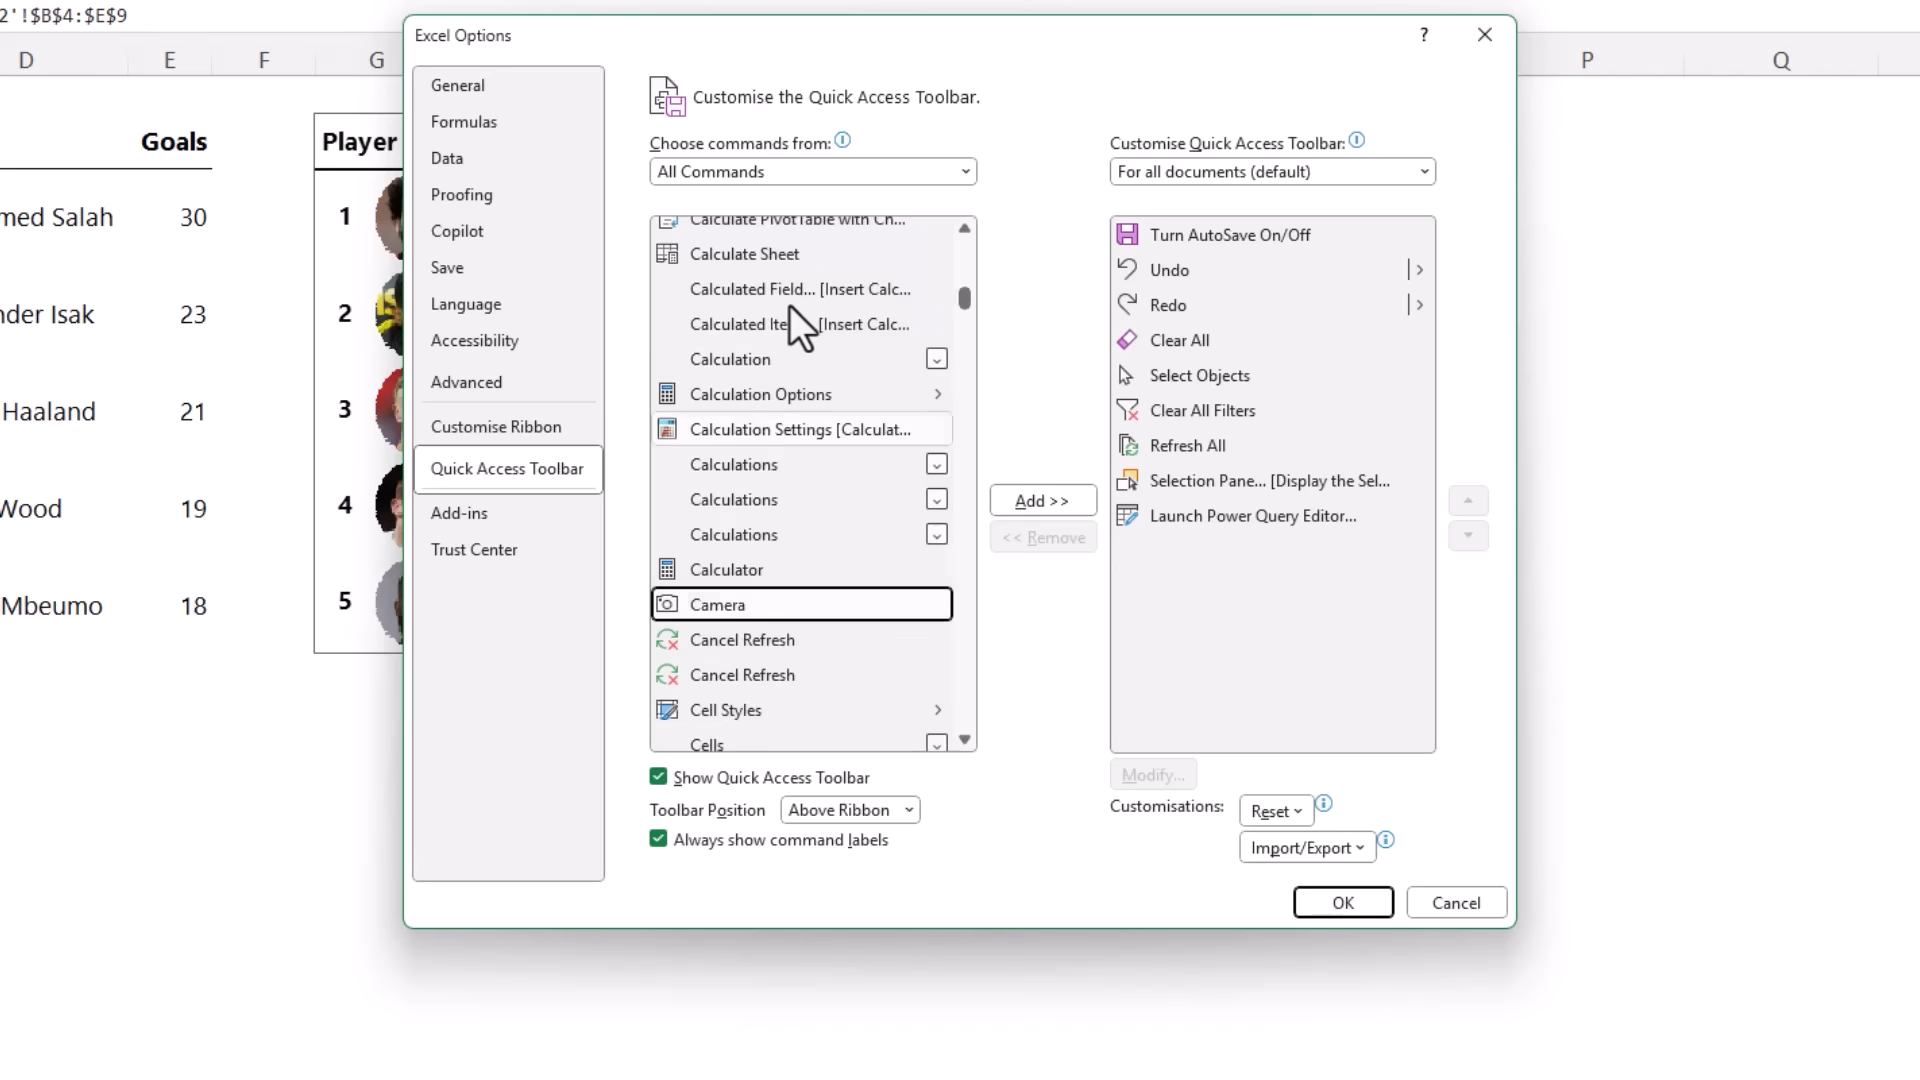 2'!$B$4:$E$9
D E F G P Q
Excel Options ?
General
Formulas
Data
Proofing
Copilot
Save
Language
Accessibility
Advanced
Customise Ribbon
Quick Access Toolbar
Add-ins
Trust Center
Customise the Quick Access Toolbar.
Choose commands from:
All Commands
Calculate PivotTable with Ch...
Calculate Sheet
Calculated Field... [Insert Calc...
Calculated Ite [Insert Calc...
Calculation
Calculation Options
Calculation Settings [Calculat...
Calculations
Calculations
Calculations
Calculator
Camera
Cancel Refresh
Cancel Refresh
Cell Styles
Cells
Show Quick Access Toolbar
Toolbar Position Above Ribbon
Always show command labels
Add >>
<< Remove
Customise Quick Access Toolbar:
For all documents (default)
Turn AutoSave On/Off
Undo
Redo
Clear All
Select Objects
Clear All Filters
Refresh All
Selection Pane... [Display the Sel...
Launch Power Query Editor...
Modify...
Customisations: Reset
Import/Export
OK Cancel
Goals
med Salah 30
nder Isak 23
Haaland 21
Wood 19
Mbeumo 18
Player
1
2
3
4
5